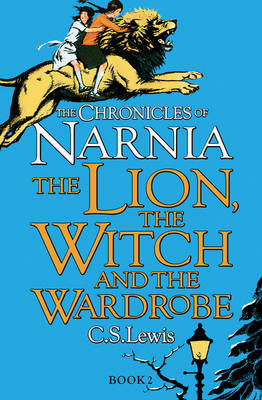 THE CHRONICLES OF
NARNIA
THE LION,
THE
WITCH
AND THE
WARDROBE
C.S.Lewis
BOOK 2